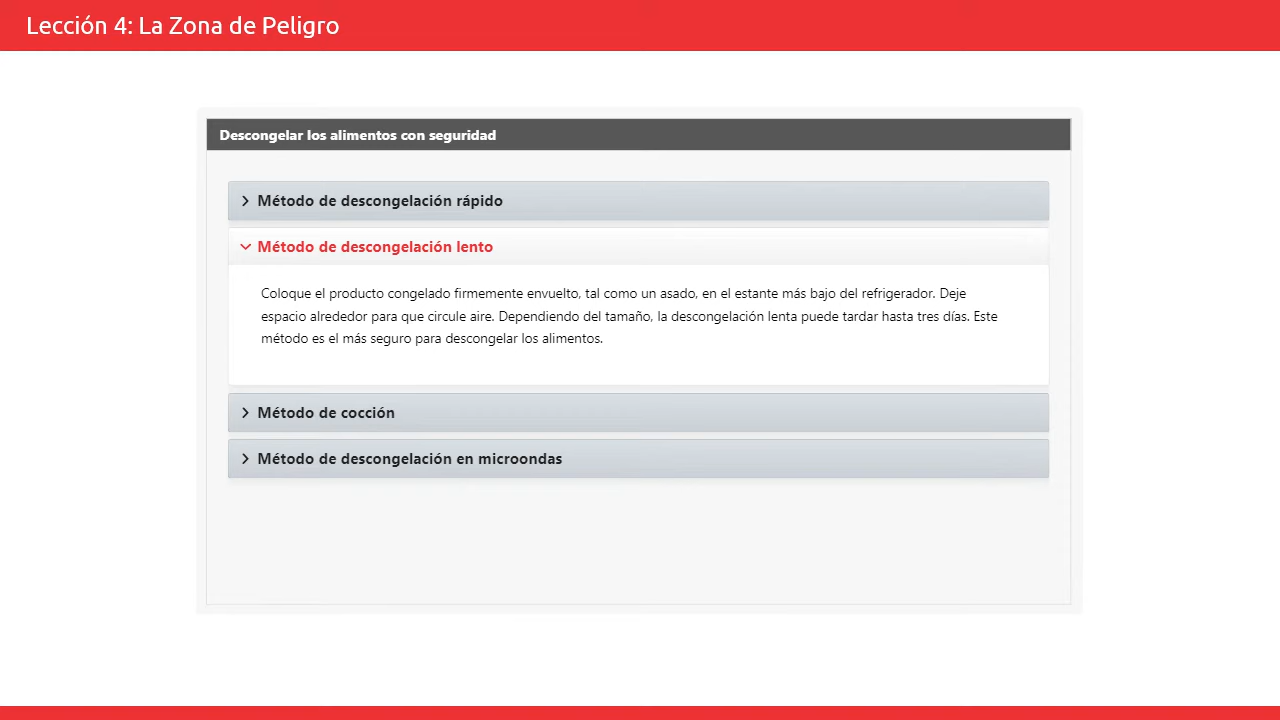 Lección 4: La Zona de Peligro
Descongelar los alimentos con seguridad
Método de descongelación rápido
Método de descongelación lento
Coloque el producto congelado firmemente envuelto, tal como un asado, en el estante más bajo del refrigerador. Deje
espacio alrededor para que circule aire. Dependiendo del tamaño, la descongelación lenta puede tardar hasta tres días. Este
método es el más seguro para descongelar los alimentos.
Método de cocción
Método de descongelación en microondas